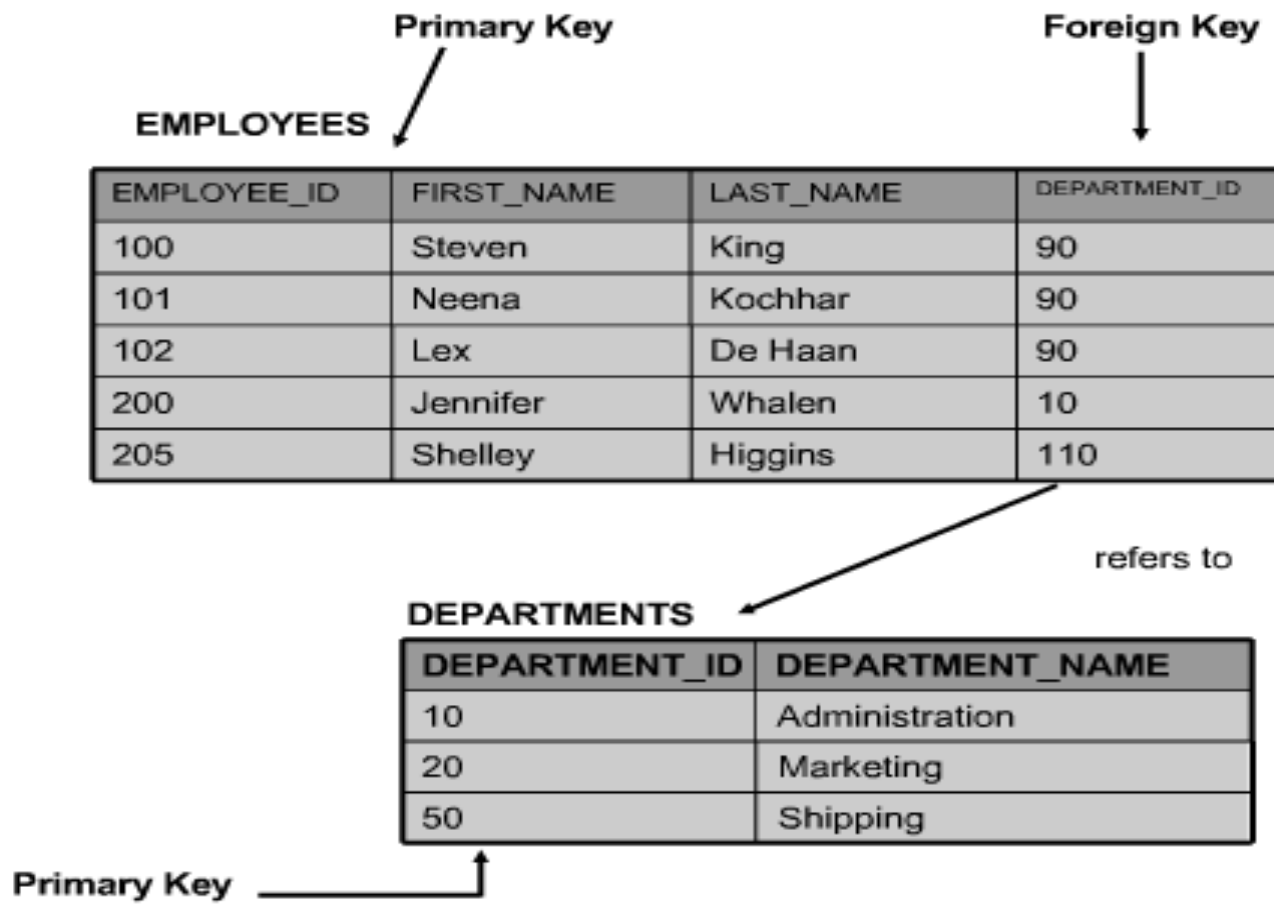 Primary Key Foreign Key
EMPLOYEES
EMPLOYEE_ID FIRST_NAME LAST_NAME DEPARTMENT_ID
100 Steven King 90
101 Neena Kochhar 90
102 Lex De Haan 90
200 Jennifer Whalen 10
205 Shelley Higgins 110
refers to
DEPARTMENTS
DEPARTMENT_ID DEPARTMENT_NAME
10 Administration
20 Marketing
50 Shipping
Primary Key